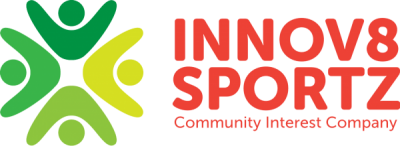 INNOV8
SPORTZ
Community Interest Company